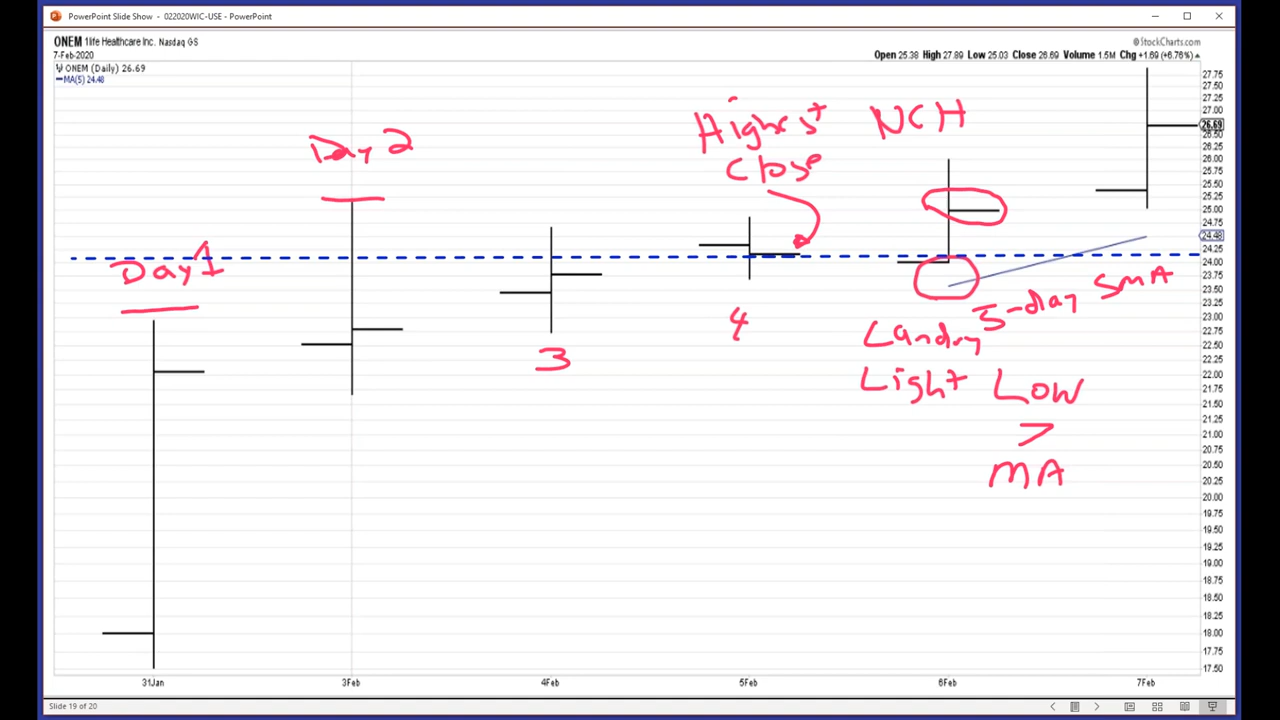 PowerPoint Slide Show - 022020WIC-USE - PowerPoint
ONEM 1life Healthcare Inc. Nasdaq GS
©StockCharts.com
7-Feb-2020
Open 25.38 High 27.89 Low 25.03 Close 26.69 Volume 1.5M Chg +1.69 (+6.76%)
ONEM (Daily) 26.69
MA(5) 24.48
27.75
27.50
27.25
27.00
26.69
26.50
26.25
26.00
25.75
25.50
25.25
25.00
24.75
24.48
24.25
24.00
23.75
23.50
23.25
23.00
22.75
22.50
22.25
22.00
21.75
21.50
21.25
21.00
20.75
20.50
20.25
20.00
19.75
19.50
19.25
19.00
18.75
18.50
18.25
18.00
17.75
17.50
Day 1
Day 2
3
Highest
Close
4
NCH
5-day SMA
Landry
Light
Low
>
MA
31Jan
3Feb
4Feb
5Feb
6Feb
7Feb
Slide 19 of 20